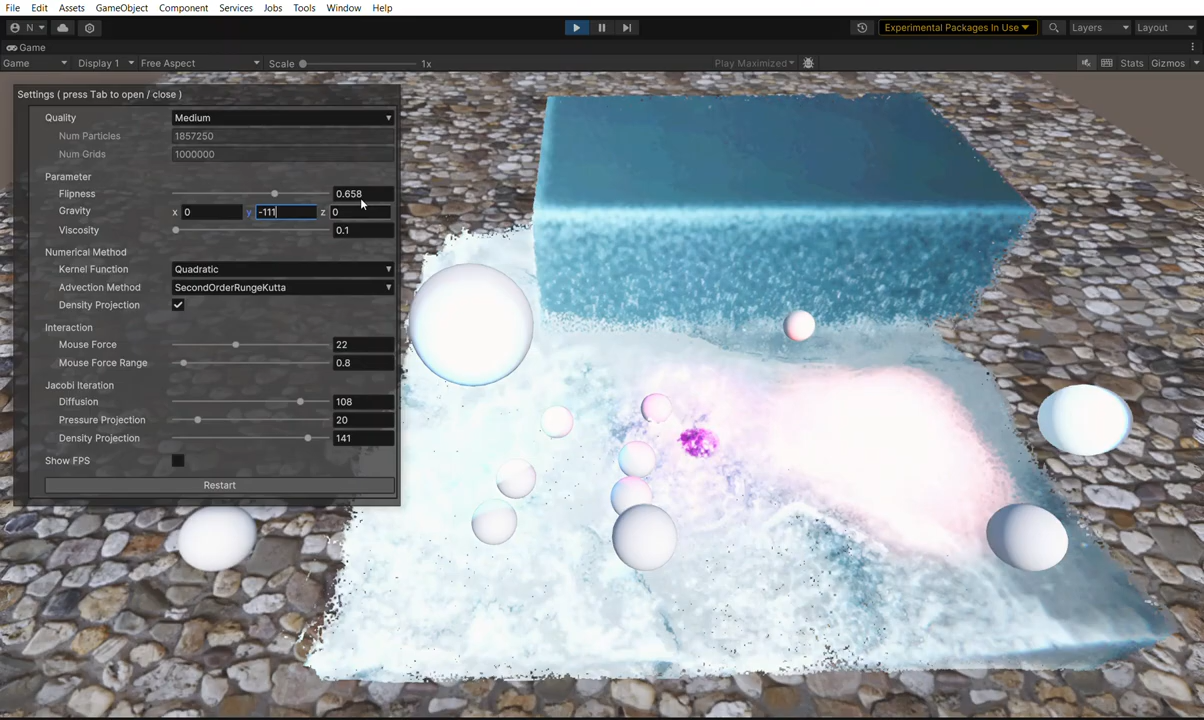 File Edit Assets GameObject Component Services Jobs Tools Window Help
N Experimental Packages In Use Layers Layout
Game
Game Display 1 Free Aspect Scale 1x Play Maximized Stats Gizmos
Settings ( press Tab to open / close )
Quality Medium
Num Particles 1857250
Num Grids 1000000
Parameter
Flipness 0.658
Gravity x 0 y -111 z 0
Viscosity 0.1
Numerical Method
Kernel Function Quadratic
Advection Method SecondOrderRungeKutta
Density Projection
Interaction
Mouse Force 22
Mouse Force Range 0.8
Jacobi Iteration
Diffusion 108
Pressure Projection 20
Density Projection 141
Show FPS
Restart